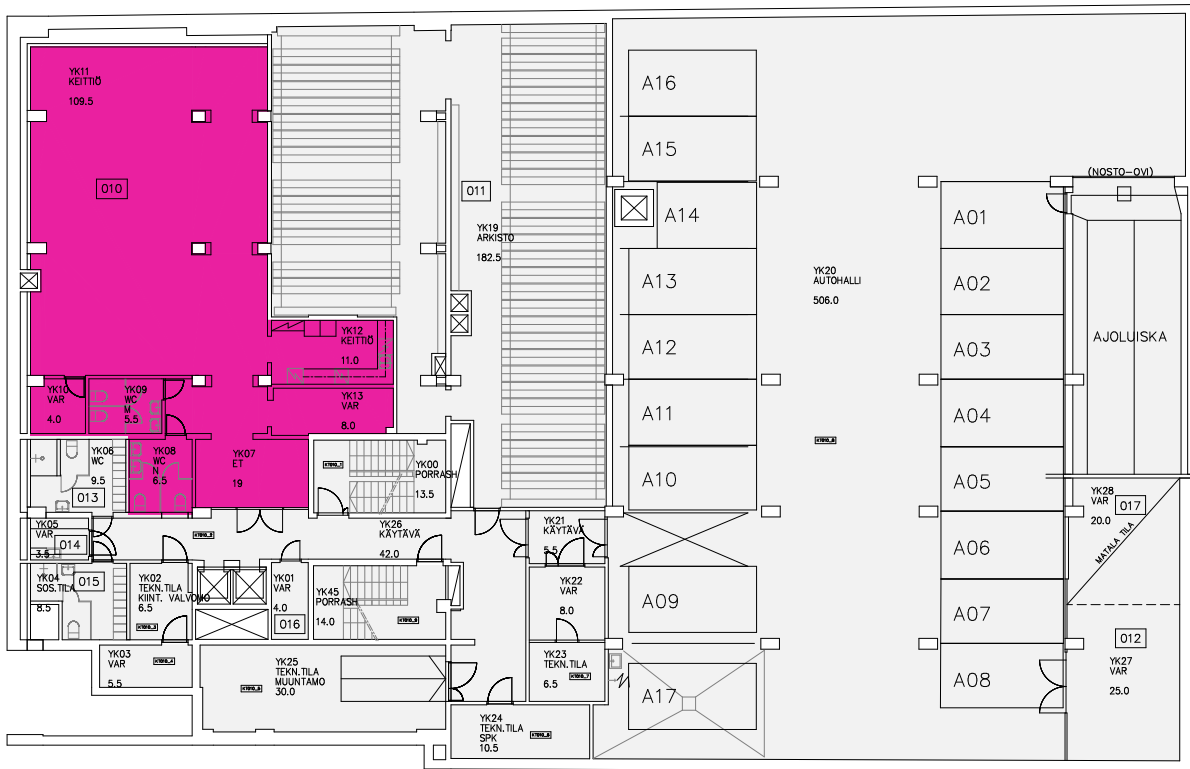 YK11
KEITTIÖ
109.5
010
011
YK19
ARKISTO
182.5
A16
A15
A14
A13
A12
A11
A10
A09
A17
YK20
AUTOHALLI
506.0
(NOSTO-OVI)
A01
A02
A03
A04
A05
A06
A07
A08
AJOLUISKA
YK12
KEITTIÖ
11.0
YK13
VAR
8.0
YK10
VAR
4.0
YK09
WC
M
5.5
YK06
WC
9.5
YK08
WC
N
6.5
YK07
ET
19
YK00
PORRASH
13.5
013
YK05
VAR
3.5
014
YK26
KÄYTÄVÄ
42.0
YK21
KÄYTÄVÄ
5.5
YK28
VAR
20.0
017
MATALA TILA
YK04
SOS.TILA
8.5
015
YK02
TEKN.TILA
KIINT. VALVOMO
6.5
YK01
VAR
4.0
016
YK45
PORRASH
14.0
YK22
VAR
8.0
YK03
VAR
5.5
YK25
TEKN.TILA
MUUNTAMO
30.0
YK23
TEKN.TILA
6.5
YK24
TEKN.TILA
SPK
10.5
012
YK27
VAR
25.0